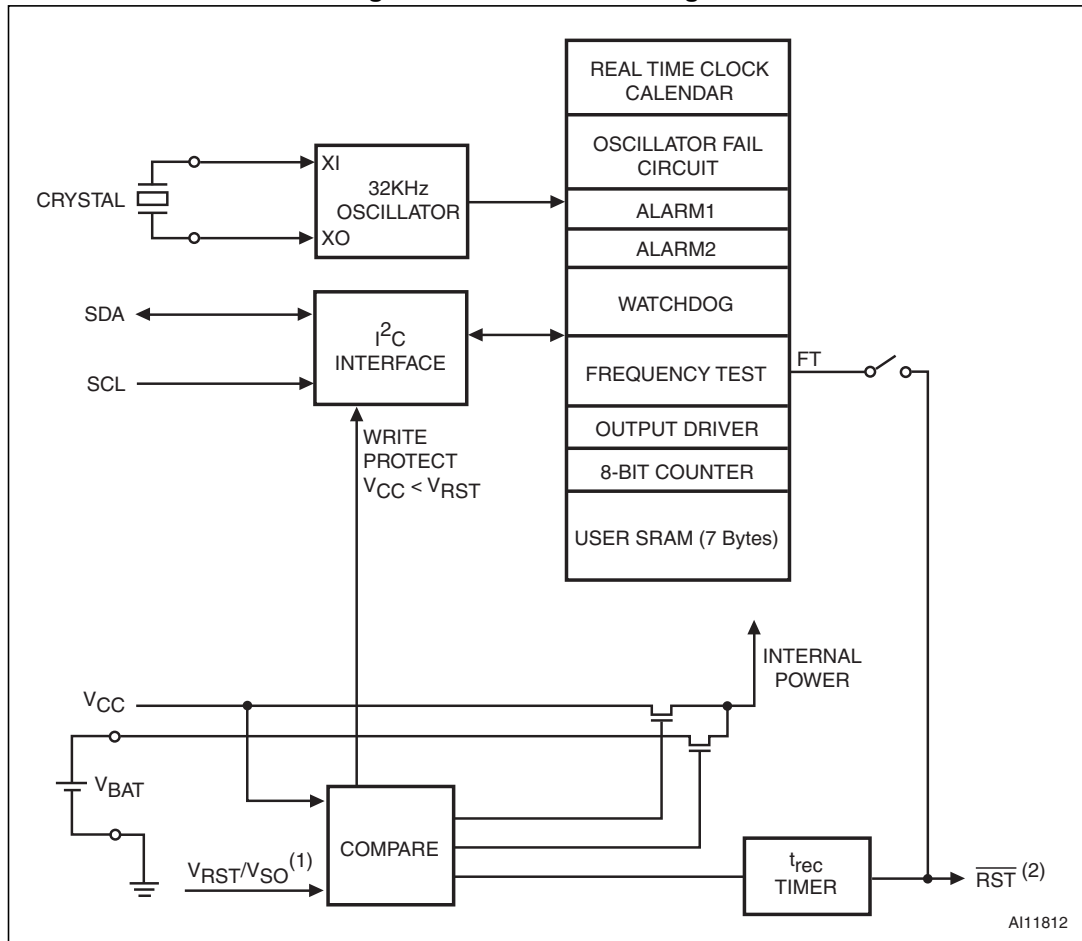 REAL TIME CLOCK
CALENDAR
OSCILLATOR FAIL
CIRCUIT
XI
32KHz
OSCILLATOR
XO
CRYSTAL
ALARM1
ALARM2
WATCHDOG
SDA
I2C
INTERFACE
SCL
FREQUENCY TEST
FT
OUTPUT DRIVER
8-BIT COUNTER
USER SRAM (7 Bytes)
WRITE
PROTECT
VCC < VRST
INTERNAL
POWER
VCC
VBAT
COMPARE
VRST/VSO(1)
trec
TIMER
RST (2)
AI11812